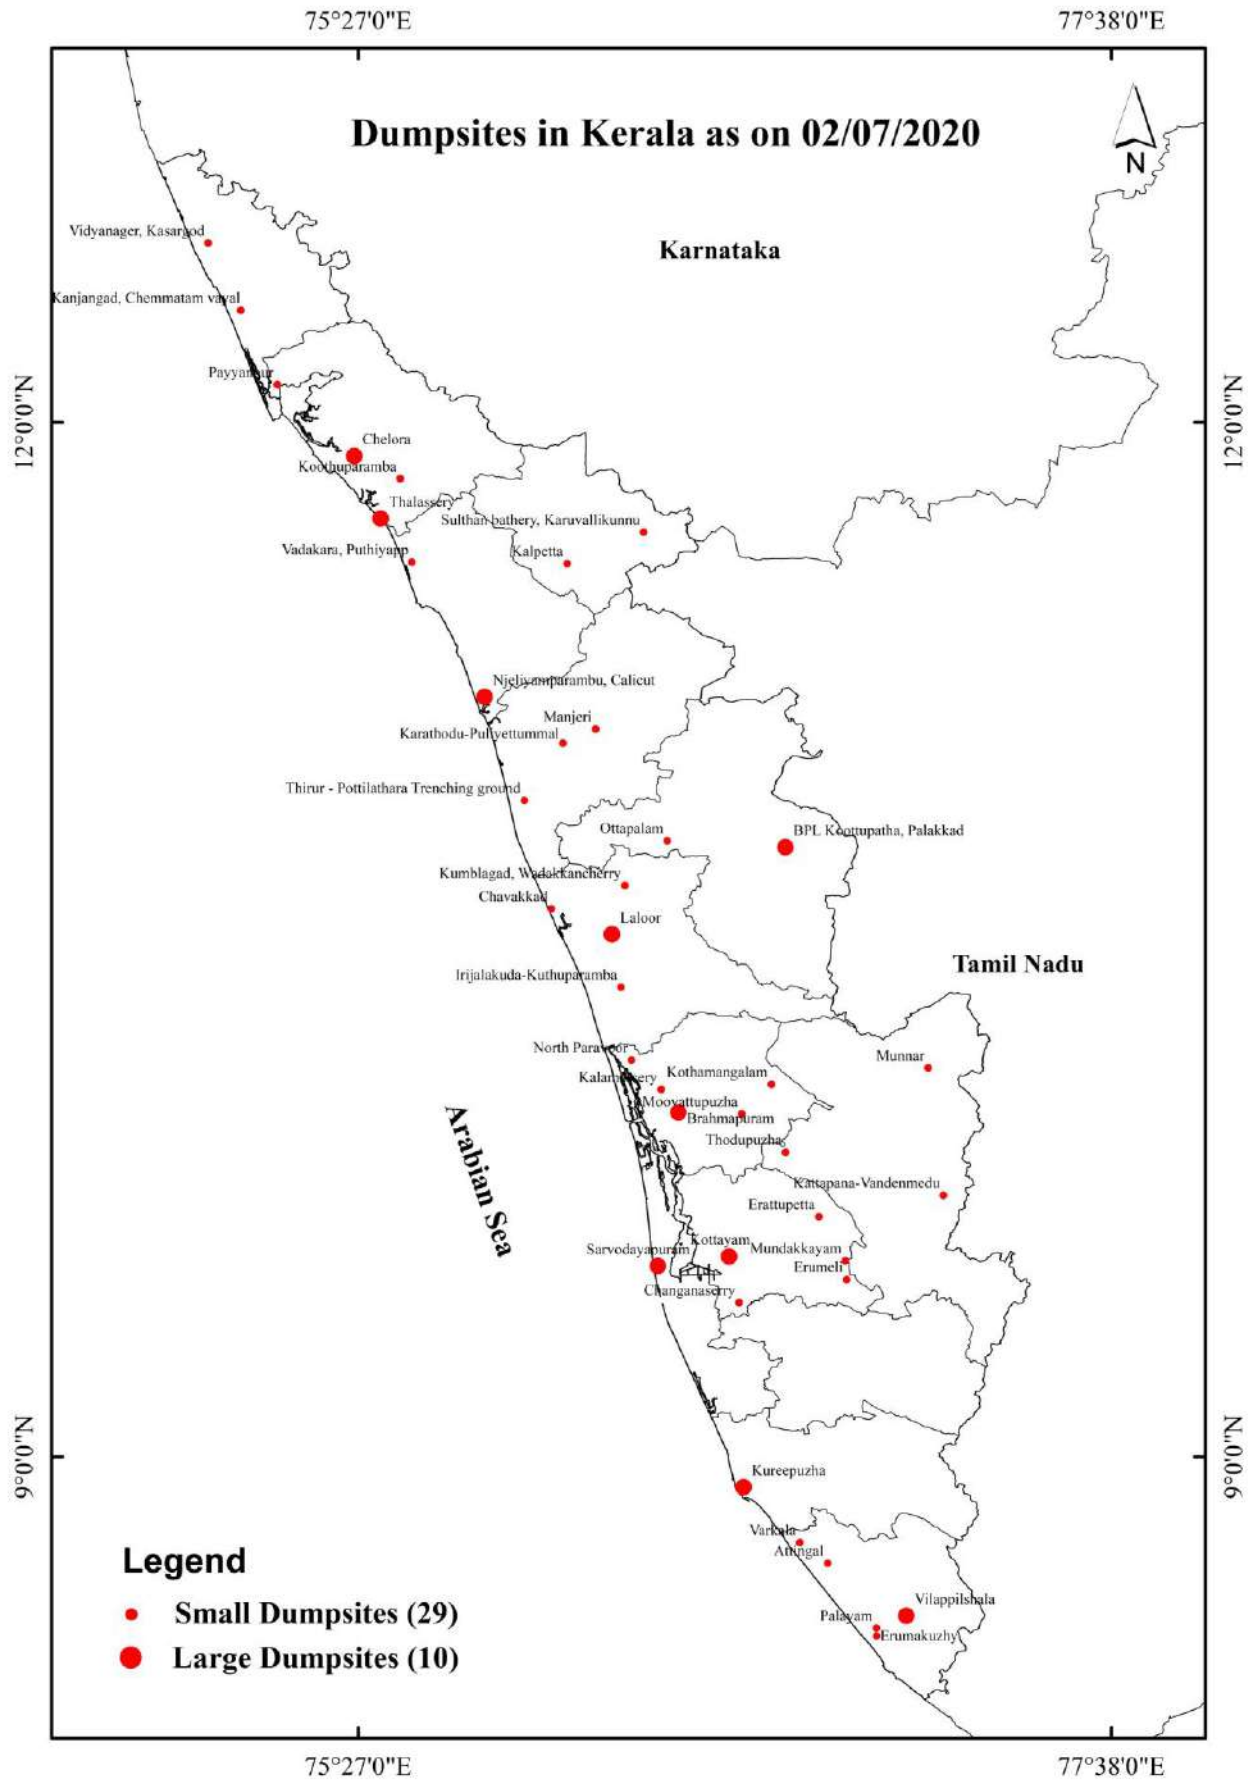 75°27'0"E
77°38'0"E
Dumpsites in Kerala as on 02/07/2020
N
Karnataka
Vidyanager, Kasargod
Kanjangad, Chemmatam vayal
Payyannur
12°0'0"N
12°0'0"N
Chelora
Koothuparamba
Thalassery
Sulthan bathery, Karuvallikunnu
Vadakara, Puthiyapp
Kalpetta
Njeliyamparambu, Calicut
Manjeri
Karathodu-Puliyettummal
Thirur - Pottilathara Trenching ground
Ottapalam
BPL Koottupatha, Palakkad
Kumblagad, Wadakkancherry
Chavakkad
Laloor
Tamil Nadu
Irijalakuda-Kuthuparamba
North Paravoor
Munnar
Kothamangalam
Kalamassery
Moovattupuzha
Brahmapuram
Thodupuzha
Arabian Sea
Kattapana-Vandenmedu
Erattupetta
Kottayam
Mundakkayam
Sarvodayapuram
Erumeli
Changanaserry
9°0'0"N
9°0'0"N
Kureepuzha
Varkala
Attingal
Legend
Vilappilshala
Small Dumpsites (29)
Palayam
Erumakuzhy
Large Dumpsites (10)
75°27'0"E
77°38'0"E